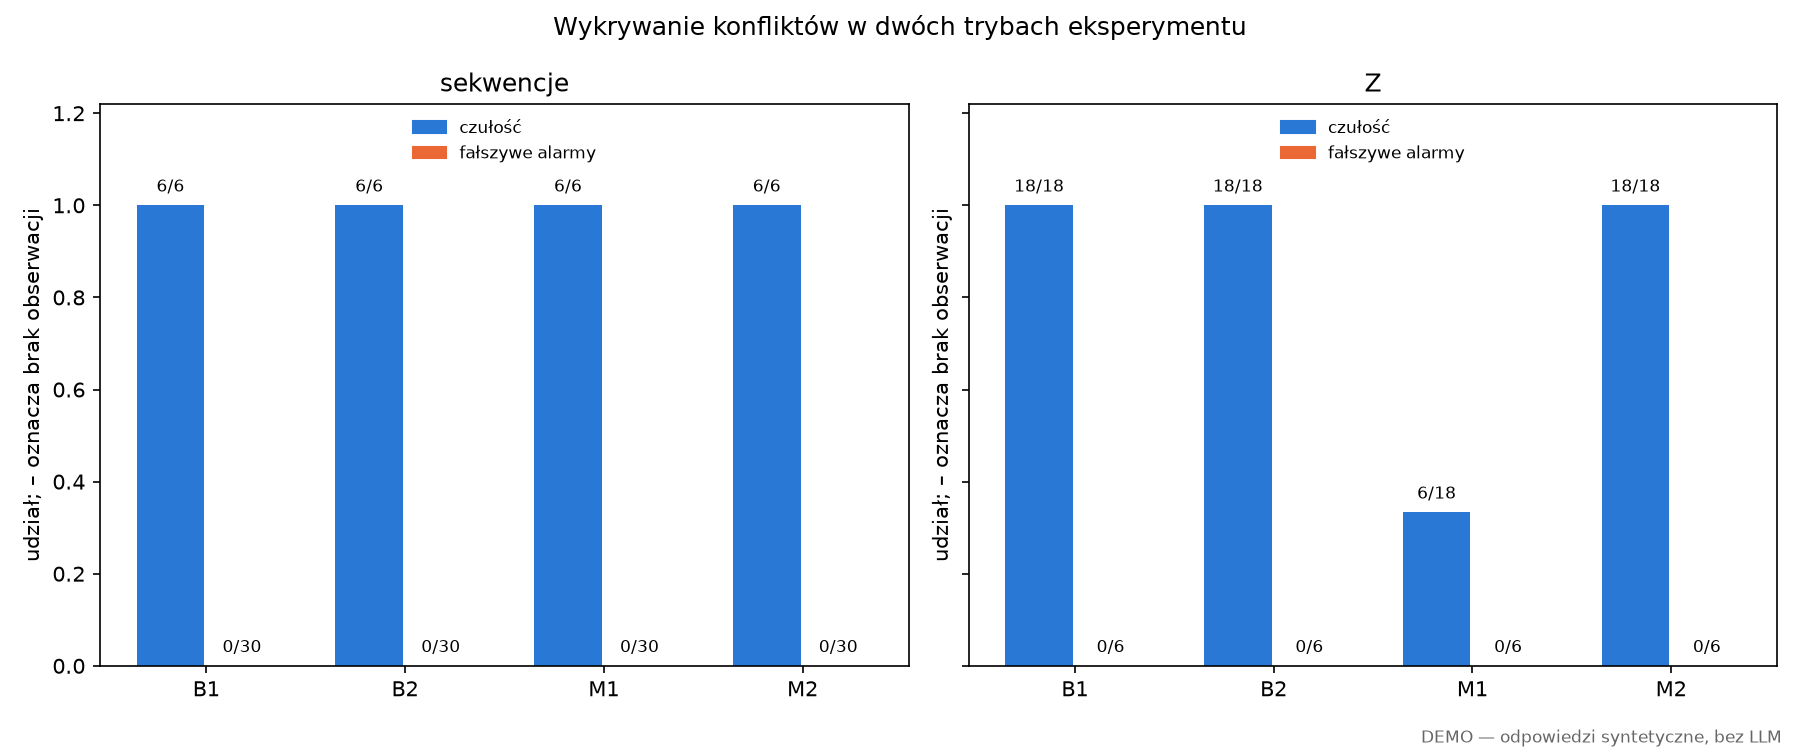 Wykrywanie konfliktów w dwóch trybach eksperymentu
sekwencje
udział; – oznacza brak obserwacji
1.2
1.0
0.8
0.6
0.4
0.2
0.0
czułość
fałszywe alarmy
6/6
6/6
6/6
6/6
0/30
0/30
0/30
0/30
B1
B2
M1
M2
Z
udział; – oznacza brak obserwacji
czułość
fałszywe alarmy
18/18
18/18
6/18
18/18
0/6
0/6
0/6
0/6
B1
B2
M1
M2
DEMO — odpowiedzi syntetyczne, bez LLM